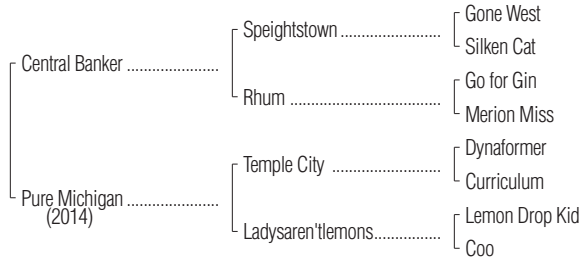 Gone West
Speightstown ....................
Silken Cat
Central Banker ...................
Go for Gin
Rhum ..............................
Merion Miss
Dynaformer
Temple City ......................
Curriculum
Pure Michigan ...................
(2014)
Lemon Drop Kid
Ladysaren'tlemons.............
Coo